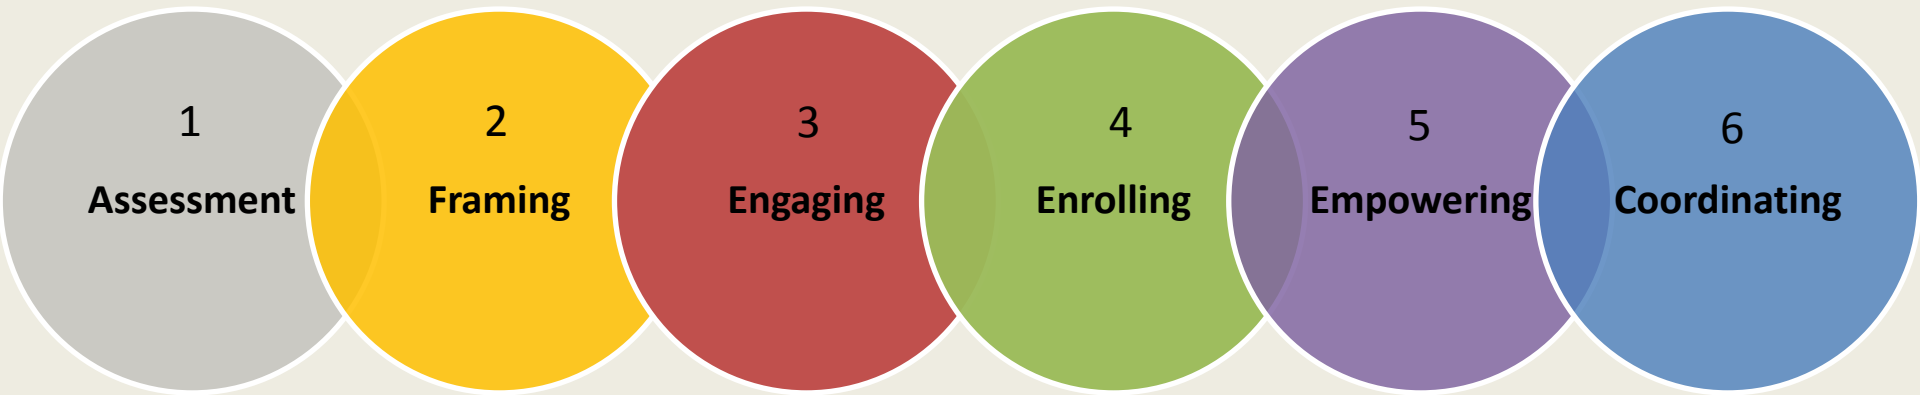 1
Assessment
2
Framing
3
Engaging
4
Enrolling
5
Empowering
6
Coordinating